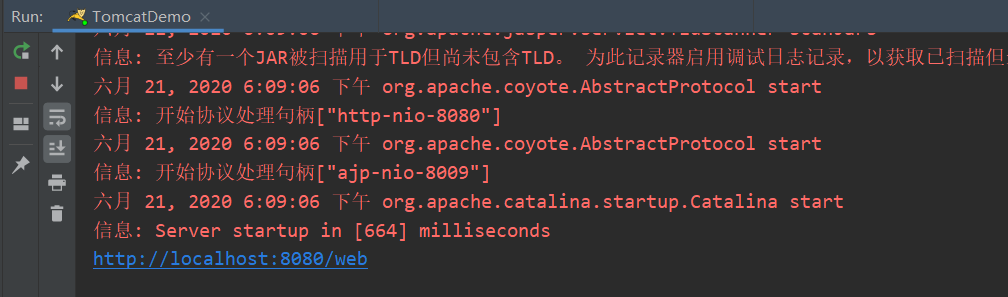 Run: TomcatDemo
信息: 至少有一个JAR被扫描用于TLD但尚未包含TLD。 为此记录器启用调试日志记录，以获取已扫描但
六月 21, 2020 6:09:06 下午 org.apache.coyote.AbstractProtocol start
信息: 开始协议处理句柄["http-nio-8080"]
六月 21, 2020 6:09:06 下午 org.apache.coyote.AbstractProtocol start
信息: 开始协议处理句柄["ajp-nio-8009"]
六月 21, 2020 6:09:06 下午 org.apache.catalina.startup.Catalina start
信息: Server startup in [664] milliseconds
http://localhost:8080/web